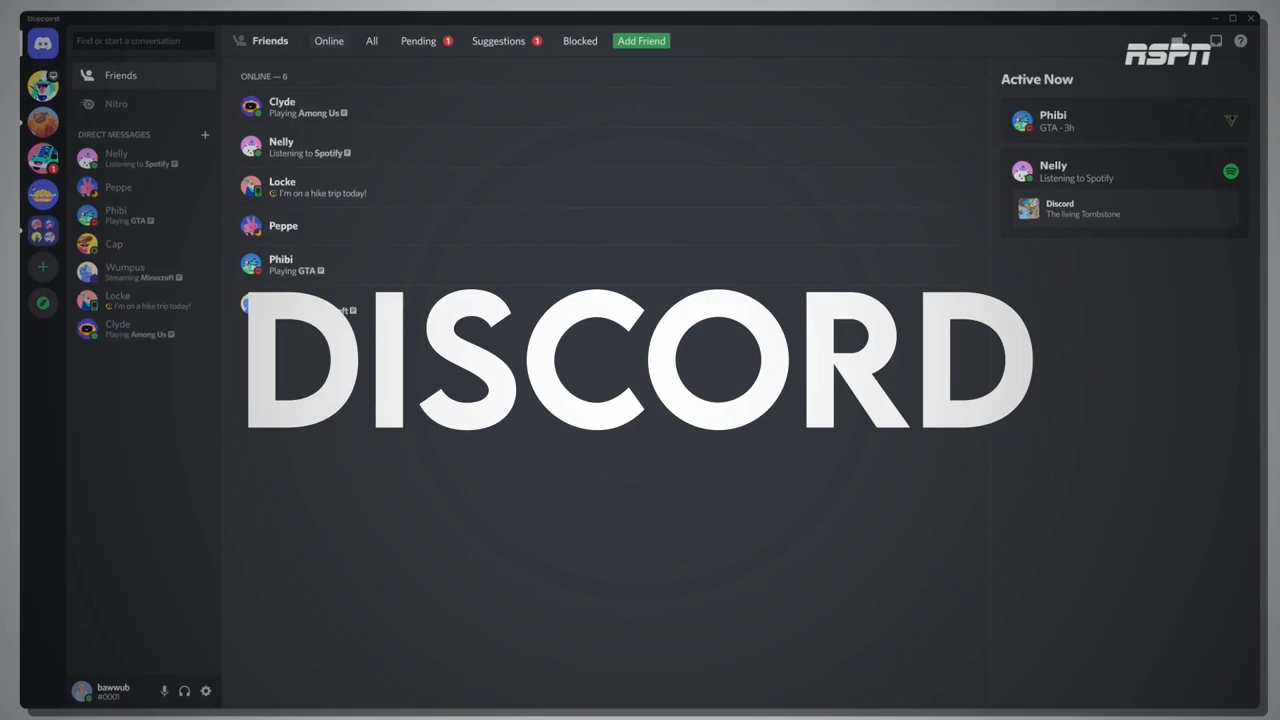 Discord
Find or start a conversation
Friends
Nitro
DIRECT MESSAGES
Nelly
Listening to Spotify
Peppe
Phibi
Playing GTA
Cap
Wumpus
Streaming Minecraft
Locke
I'm on a hike trip today!
Clyde
Playing Among Us
bawwub
#0001
1
Friends Online All Pending 1 Suggestions 1 Blocked Add Friend
ONLINE — 6
Clyde
Playing Among Us
Nelly
Listening to Spotify
Locke
I'm on a hike trip today!
Peppe
Phibi
Playing GTA
DISCORD
RSPN
Active Now
Phibi
GTA - 3h
Nelly
Listening to Spotify
Discord
The living Tombstone